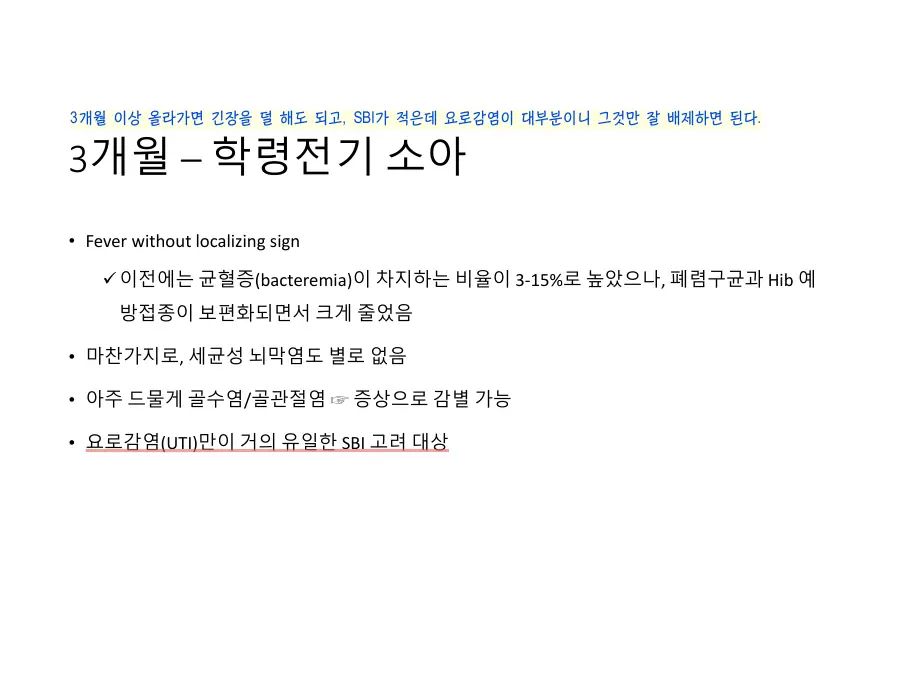 3개월 이상 올라가면 긴장을 덜 해도 되고, SBI가 적은데 요로감염이 대부분이니 그것만 잘 배제하면 된다.
3개월 – 학령전기 소아
• Fever without localizing sign
✓이전에는 균혈증(bacteremia)이 차지하는 비율이 3-15%로 높았으나, 폐렴구균과 Hib 예
방접종이 보편화되면서 크게 줄었음
• 마찬가지로, 세균성 뇌막염도 별로 없음
• 아주 드물게 골수염/골관절염 ☞ 증상으로 감별 가능
• 요로감염(UTI)만이 거의 유일한 SBI 고려 대상